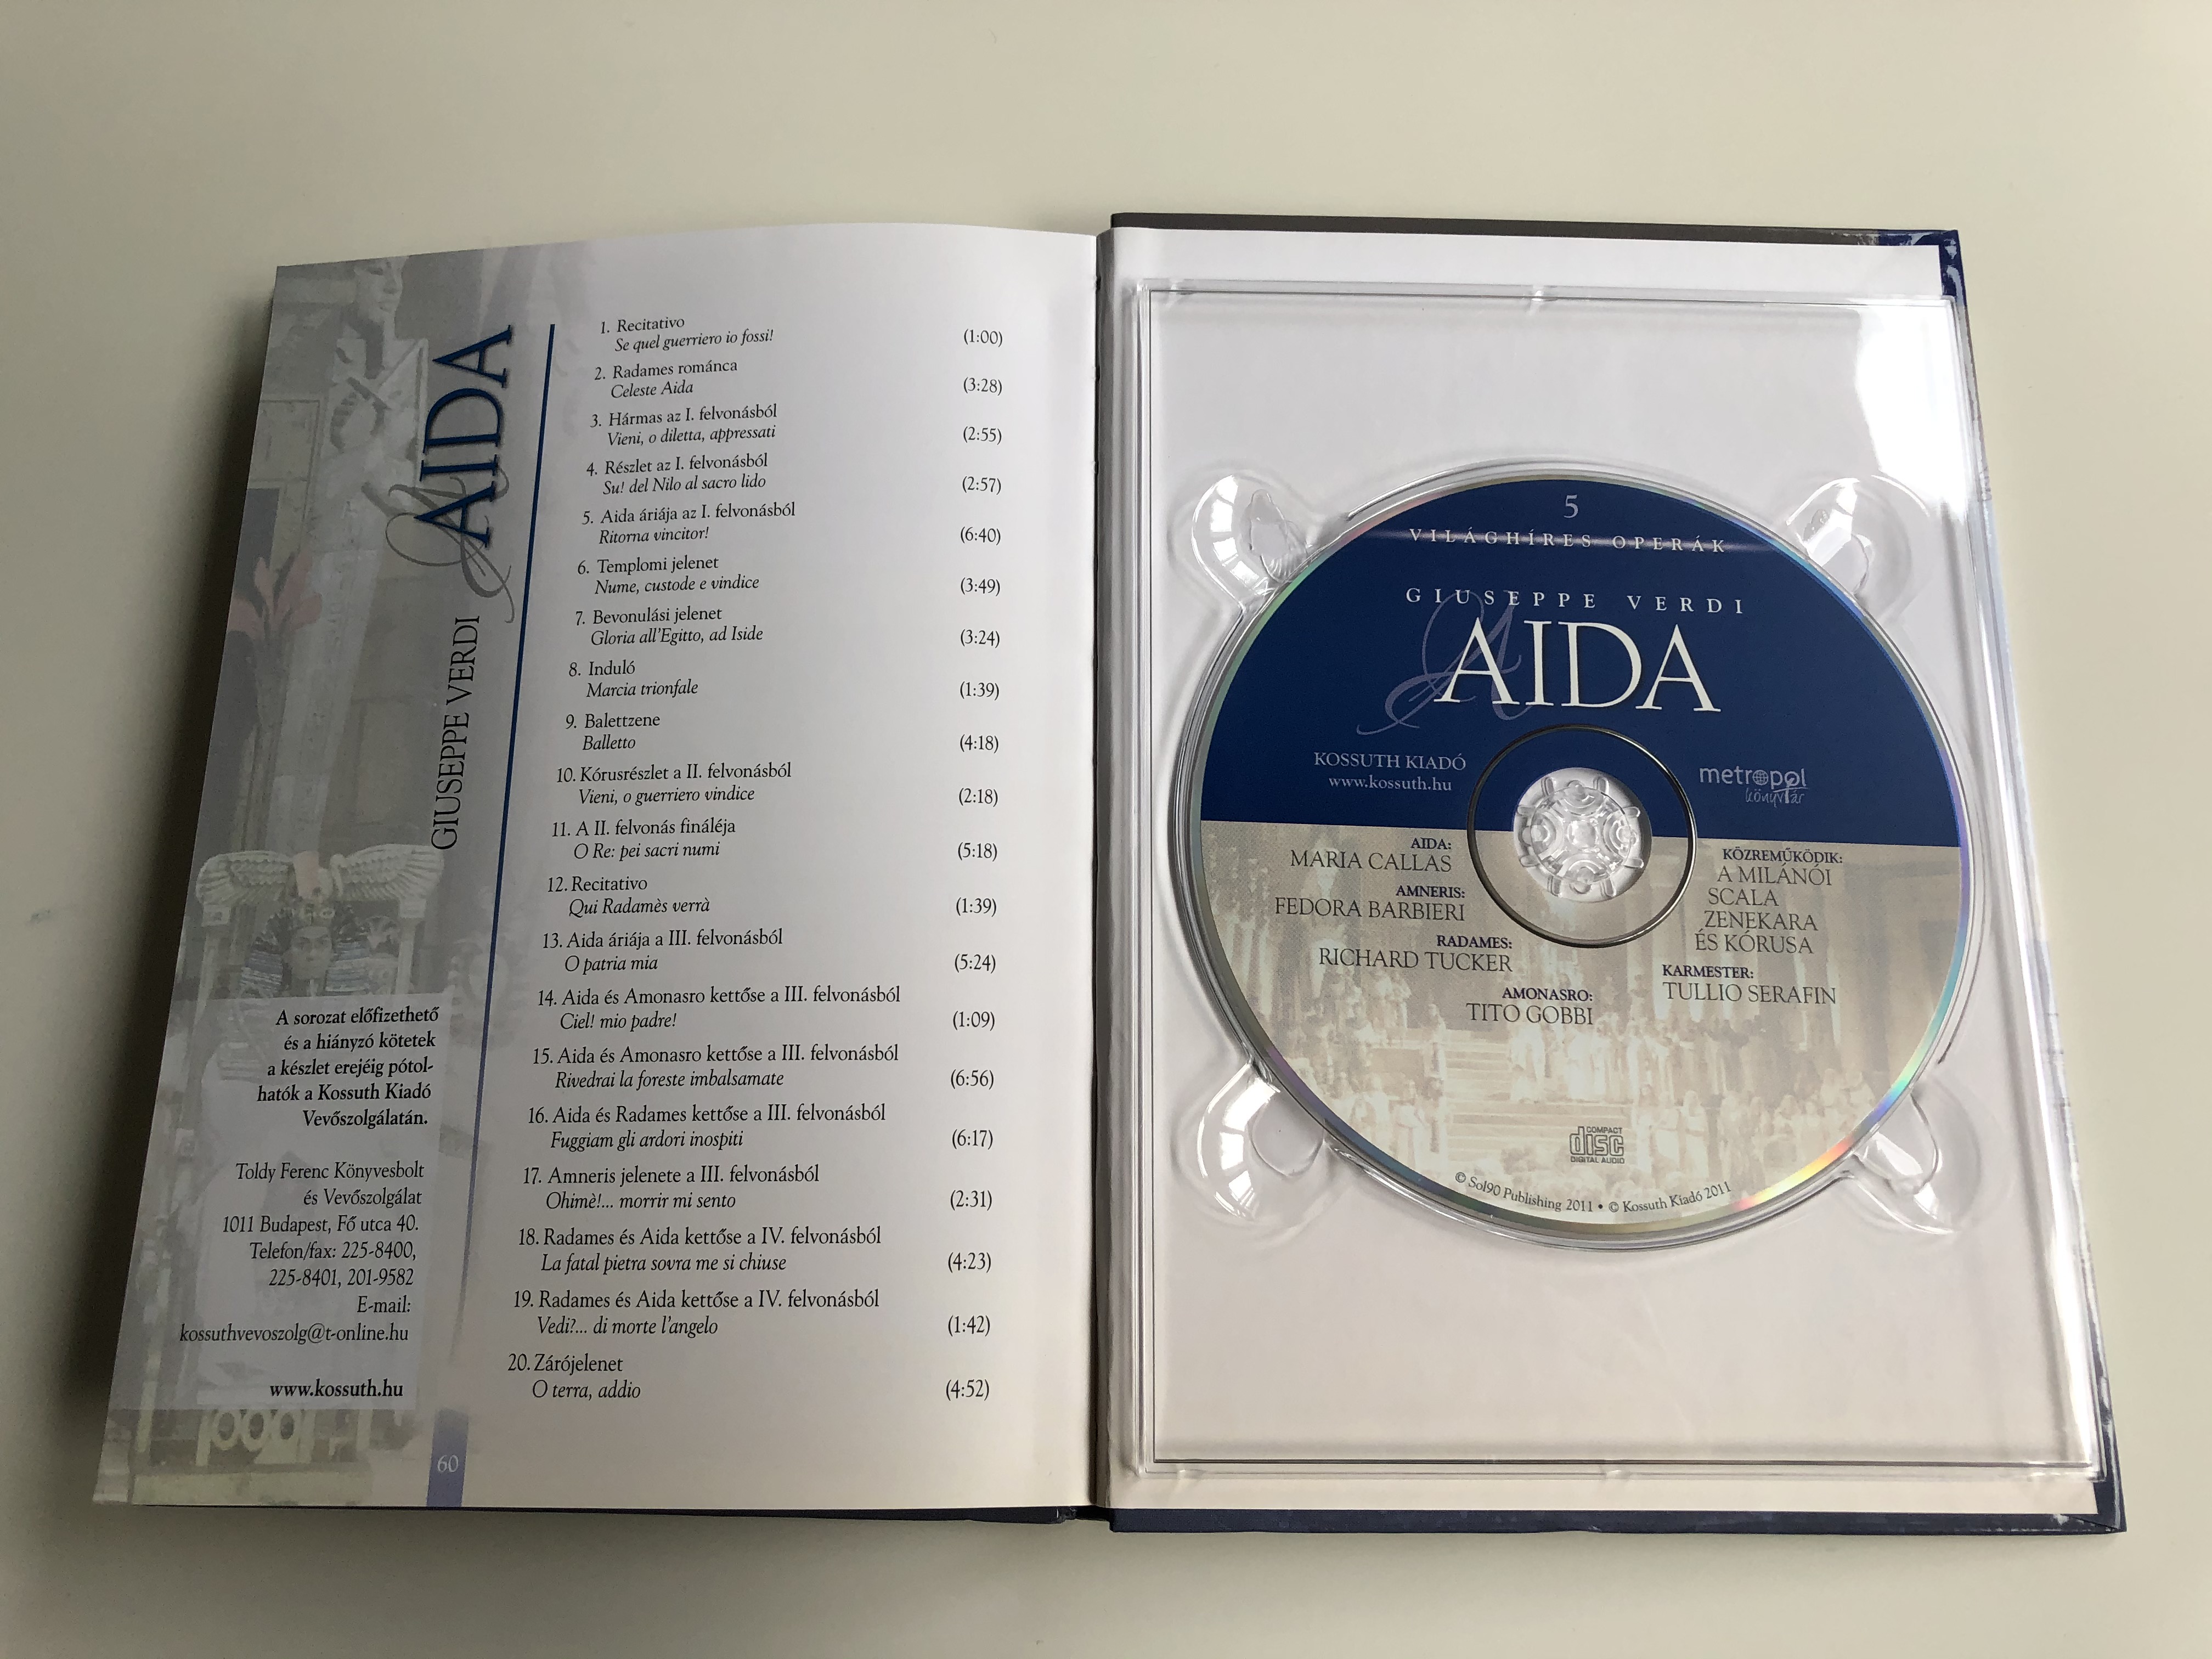 AIDA
GIUSEPPE VERDI
A sorozat előfizethető
és a hiányzó kötetek
a készlet erejéig pótol-
hatók a Kossuth Kiadó
Vevőszolgálatán.
Toldy Ferenc Könyvesbolt
és Vevőszolgálat
1011 Budapest, Fő utca 40.
Telefon/fax: 225-8400,
225-8401, 201-9582
E-mail:
kossuthvevoszolg@t-online.hu
www.kossuth.hu
60
1. Recitativo
Se quel guerriero io fossi! (1:00)
2. Radames románca
Celeste Aida (3:28)
3. Hármas az I. felvonásból
Vieni, o diletta, appressati (2:55)
4. Részlet az I. felvonásból
Su! del Nilo al sacro lido (2:57)
5. Aida áriája az I. felvonásból
Ritorna vincitor! (6:40)
6. Templomi jelenet
Nume, custode e vindice (3:49)
7. Bevonulási jelenet
Gloria all'Egitto, ad Iside (3:24)
8. Induló
Marcia trionfale (1:39)
9. Balettzene
Balletto (4:18)
10. Kórusrészlet a II. felvonásból
Vieni, o guerriero vindice (2:18)
11. A II. felvonás fináléja
O Re: pei sacri numi (5:18)
12. Recitativo
Qui Radamès verrà (1:39)
13. Aida áriája a III. felvonásból
O patria mia (5:24)
14. Aida és Amonasro kettőse a III. felvonásból
Ciel! mio padre! (1:09)
15. Aida és Amonasro kettőse a III. felvonásból
Rivedrai la foreste imbalsamate (6:56)
16. Aida és Radames kettőse a III. felvonásból
Fuggiam gli ardori inospiti (6:17)
17. Amneris jelenete a III. felvonásból
Ohimè!... morrir mi sento (2:31)
18. Radames és Aida kettőse a IV. felvonásból
La fatal pietra sovra me si chiuse (4:23)
19. Radames és Aida kettőse a IV. felvonásból
Vedi?... di morte l'angelo (1:42)
20. Zárójelenet
O terra, addio (4:52)
5
VILÁGHÍRES OPERÁK
GIUSEPPE VERDI
AIDA
KOSSUTH KIADÓ
www.kossuth.hu
metropol
könyvtár
AIDA:
MARIA CALLAS
AMNERIS:
FEDORA BARBIERI
RADAMES:
RICHARD TUCKER
AMONASRO:
TITO GOBBI
KÖZREMŰKÖDIK:
A MILÁNÓI
SCALA
ZENEKARA
ÉS KÓRUSA
KARMESTER:
TULLIO SERAFIN
COMPACT
disc
DIGITAL AUDIO
© Sol90 Publishing 2011 • © Kossuth Kiadó 2011